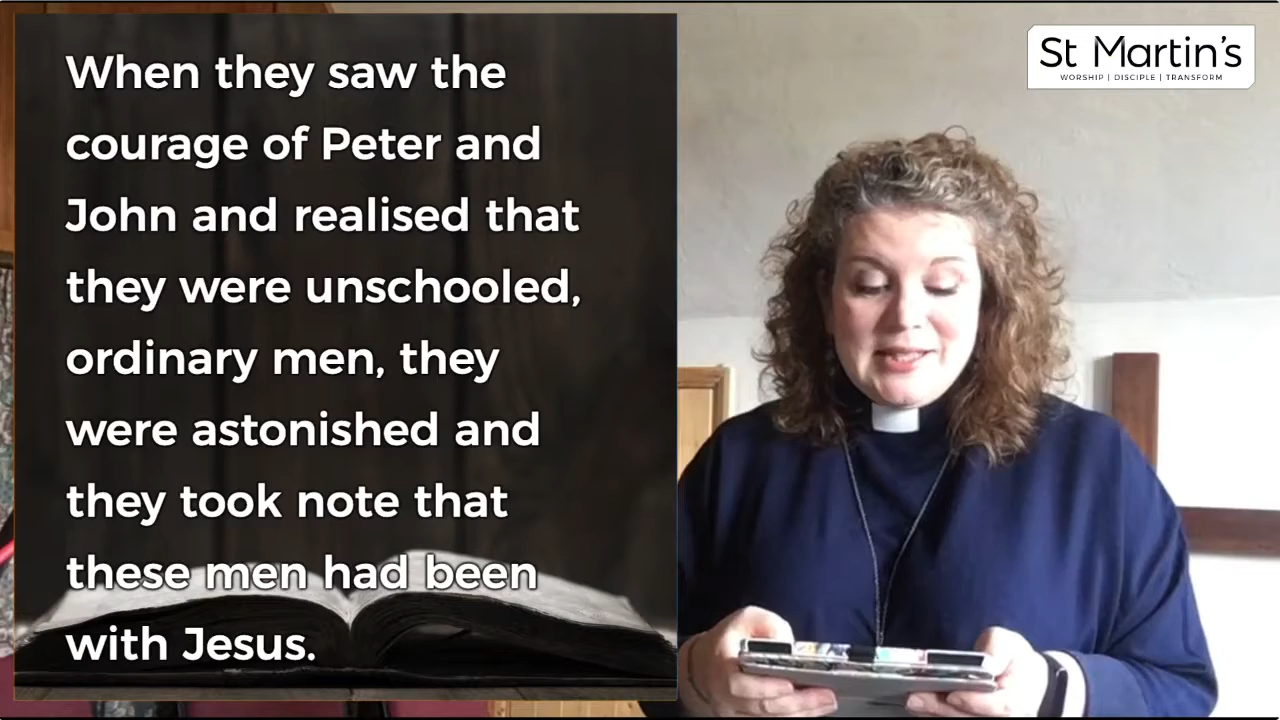 When they saw the
courage of Peter and
John and realised that
they were unschooled,
ordinary men, they
were astonished and
they took note that
these men had been
with Jesus.
St Martin's
WORSHIP | DISCIPLE | TRANSFORM